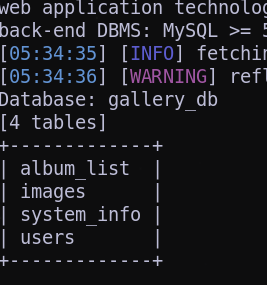 web application technolog
back-end DBMS: MySQL >= 5
[05:34:35] [INFO] fetchin
[05:34:36] [WARNING] refl
Database: gallery_db
[4 tables]
+-------------+
| album_list  |
| images      |
| system_info |
| users       |
+-------------+